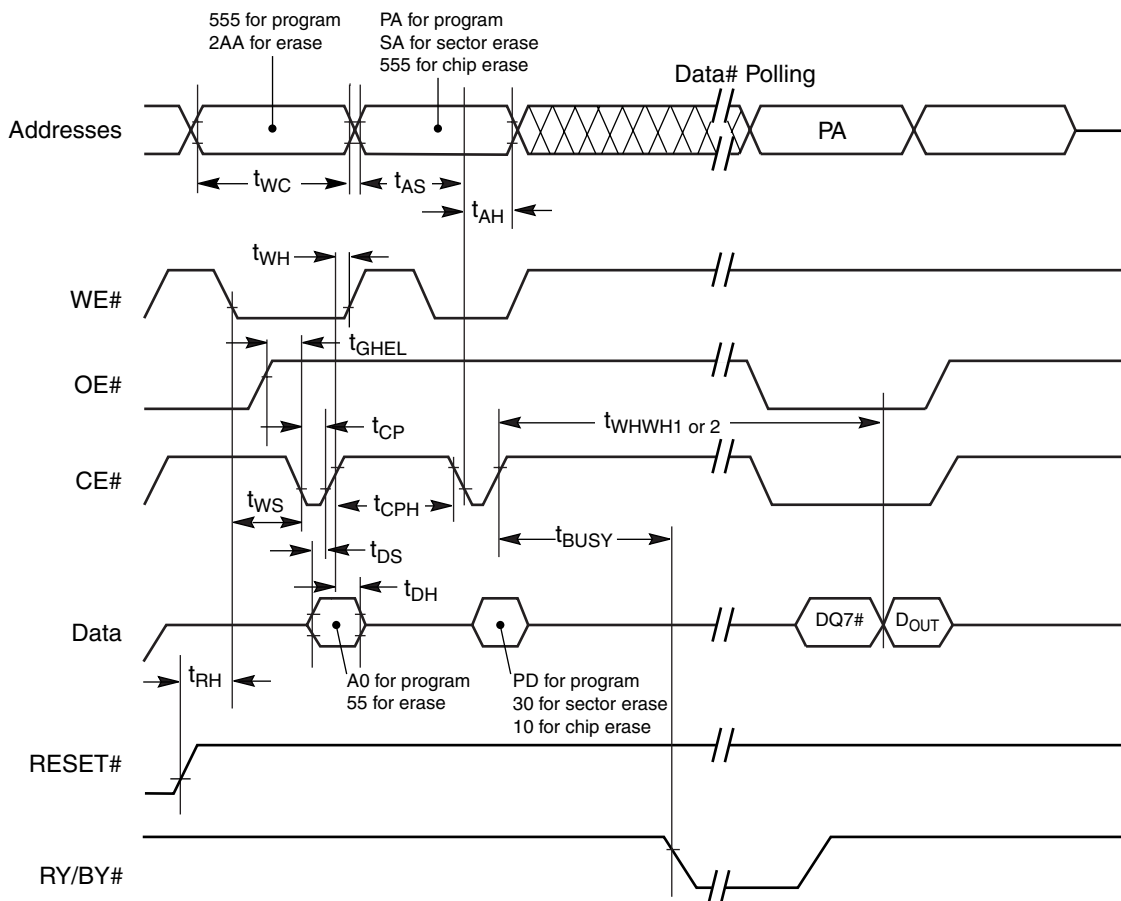 555 for program
2AA for erase
PA for program
SA for sector erase
555 for chip erase
Data# Polling
Addresses
PA
tWC
tAS
tAH
tWH
WE#
tGHEL
OE#
tWHWH1 or 2
tCP
CE#
tWS
tCPH
tBUSY
tDS
tDH
Data
DQ7#
DOUT
tRH
A0 for program
55 for erase
PD for program
30 for sector erase
10 for chip erase
RESET#
RY/BY#